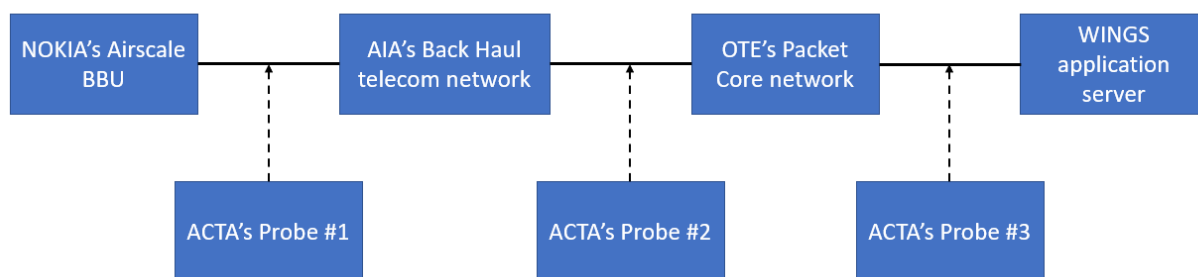 NOKIA's Airscale
BBU
AIA's Back Haul
telecom network
OTE's Packet
Core network
WINGS
application
server
ACTA's Probe #1
ACTA's Probe #2
ACTA's Probe #3